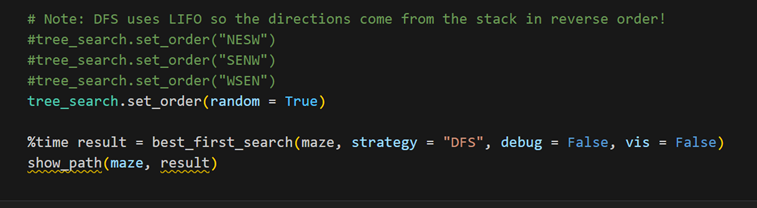 # Note: DFS uses LIFO so the directions come from the stack in reverse order!
#tree_search.set_order("NESW")
#tree_search.set_order("SENW")
#tree_search.set_order("WSEN")
tree_search.set_order(random = True)
%time result = best_first_search(maze, strategy = "DFS", debug = False, vis = False)
show_path(maze, result)